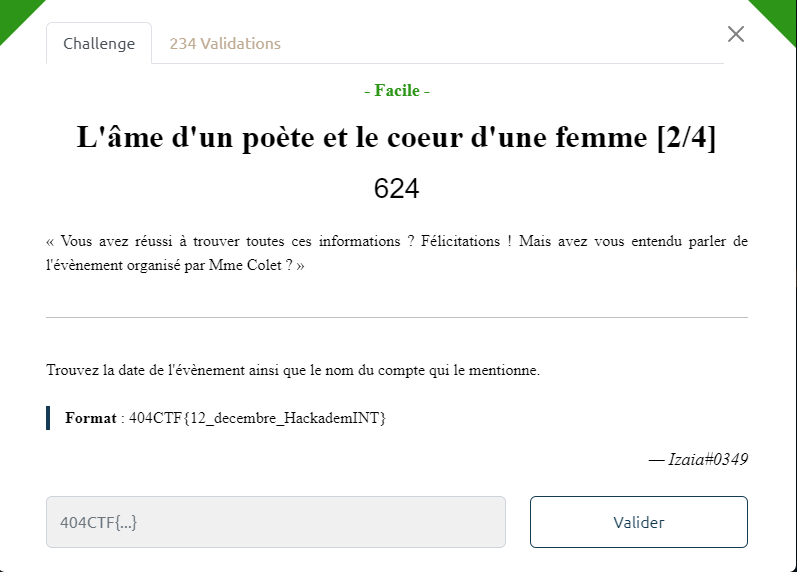 Challenge
234 Validations
- Facile -
L'âme d'un poète et le coeur d'une femme [2/4]
624
« Vous avez réussi à trouver toutes ces informations ? Félicitations ! Mais avez vous entendu parler de
l'évènement organisé par Mme Colet ? »
Trouvez la date de l'évènement ainsi que le nom du compte qui le mentionne.
Format : 404CTF{12_decembre_HackademINT}
— Izaia#0349
404CTF{...}
Valider